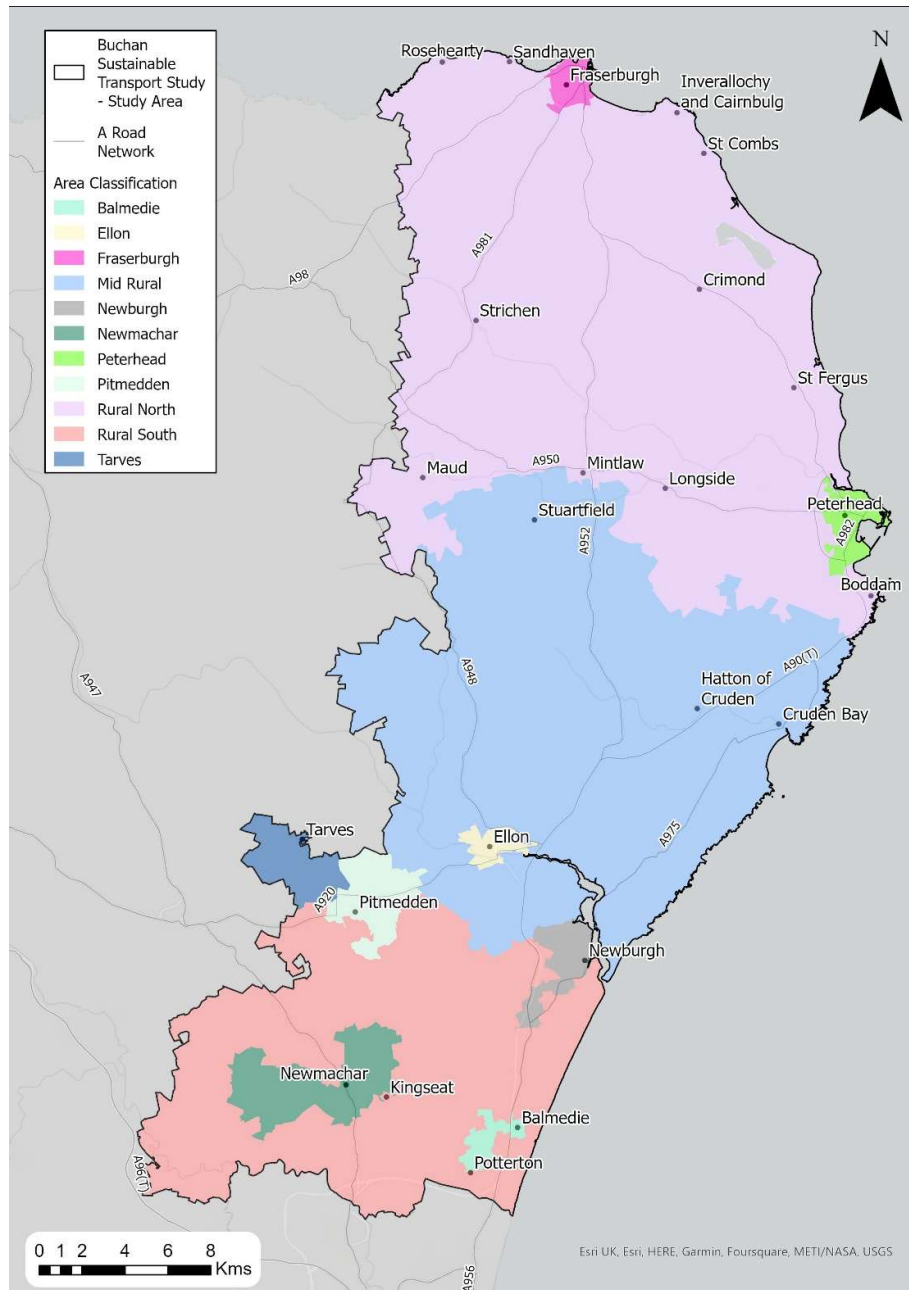 Buchan
Sustainable
Transport Study
- Study Area
A Road
Network
Area Classification
Balmedie
Ellon
Fraserburgh
Mid Rural
Newburgh
Newmachar
Peterhead
Pitmedden
Rural North
Rural South
Tarves
N
Rosehearty
Sandhaven
Fraserburgh
Inverallochy
and Cairnbulg
St Combs
A981
A98
Crimond
Strichen
St Fergus
A950
Mintlaw
Maud
Longside
Stuartfield
Peterhead
A982
A952
Boddam
A90(T)
A948
A947
Hatton of
Cruden
Cruden Bay
A975
Ellon
Tarves
A920
Pitmedden
Newburgh
Newmachar
Kingseat
Balmedie
Potterton
A96(T)
A956
0 1 2 4 6 8
Kms
Esri UK, Esri, HERE, Garmin, Foursquare, METI/NASA, USGS